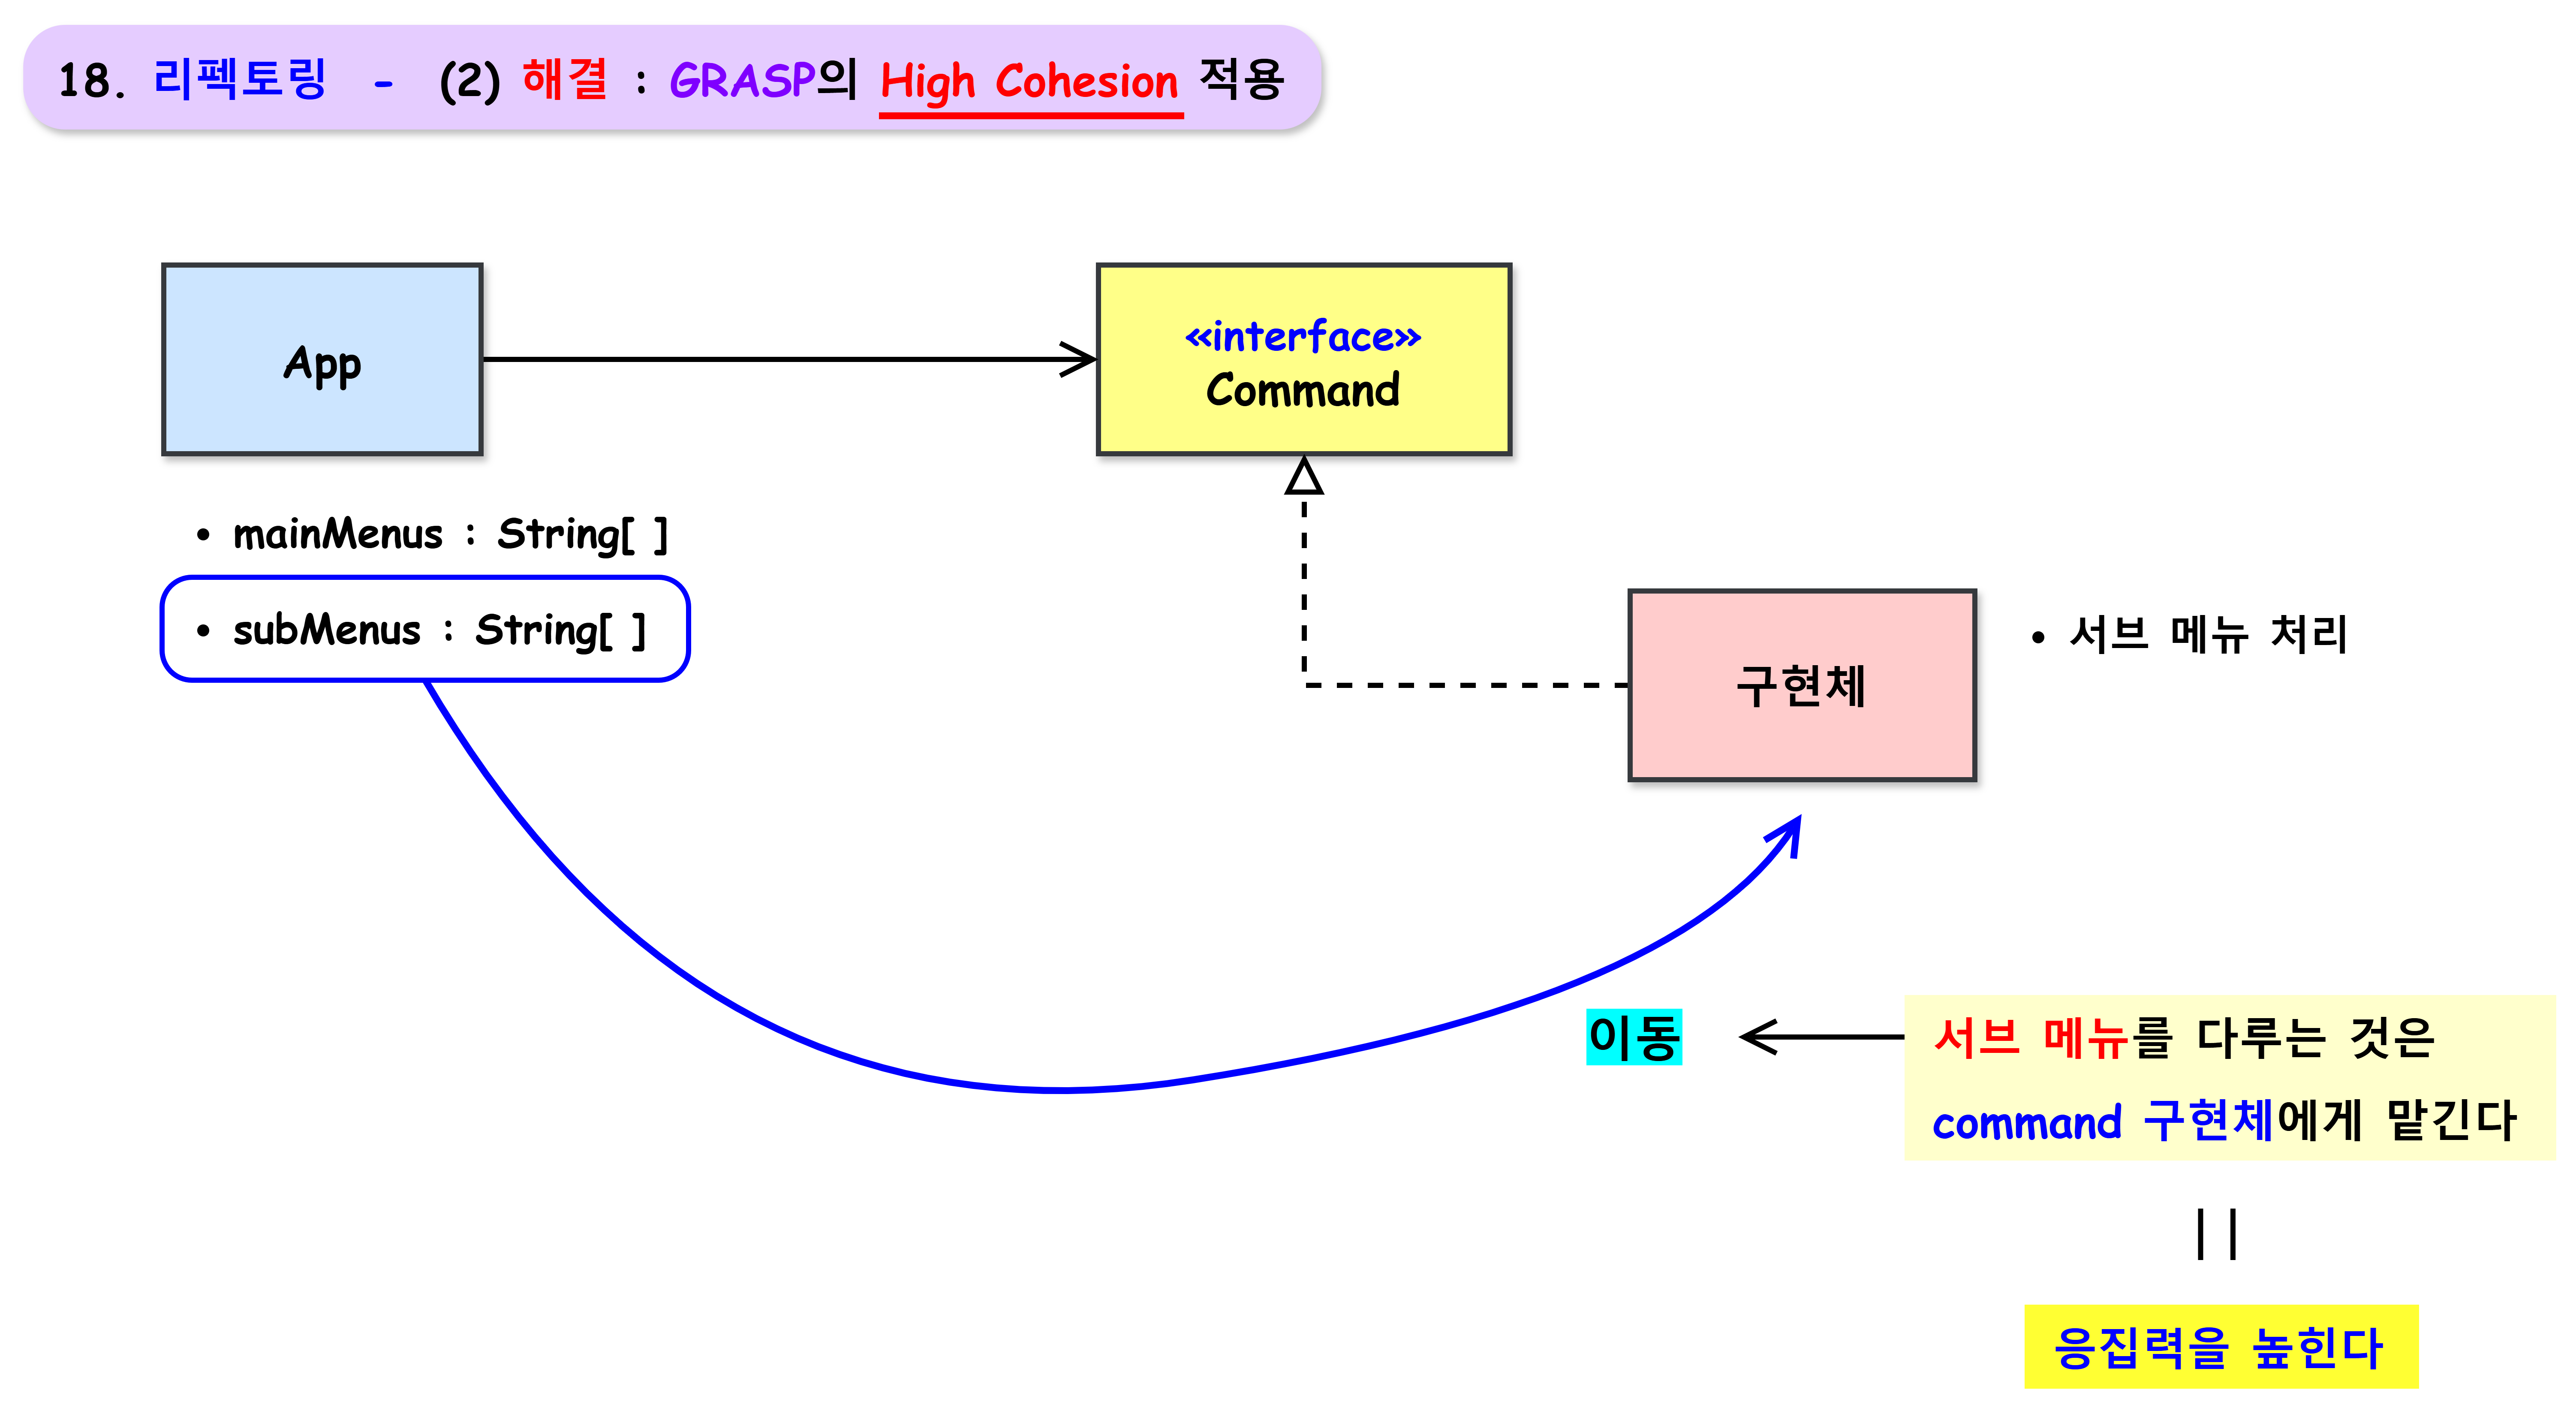 18. 리펙토링 - (2) 해결 : GRASP의 High Cohesion 적용
App
«interface»
Command
• mainMenus : String[ ]
• subMenus : String[ ]
구현체
• 서브 메뉴 처리
이동
서브 메뉴를 다루는 것은
command 구현체에게 맡긴다
||
응집력을 높힌다